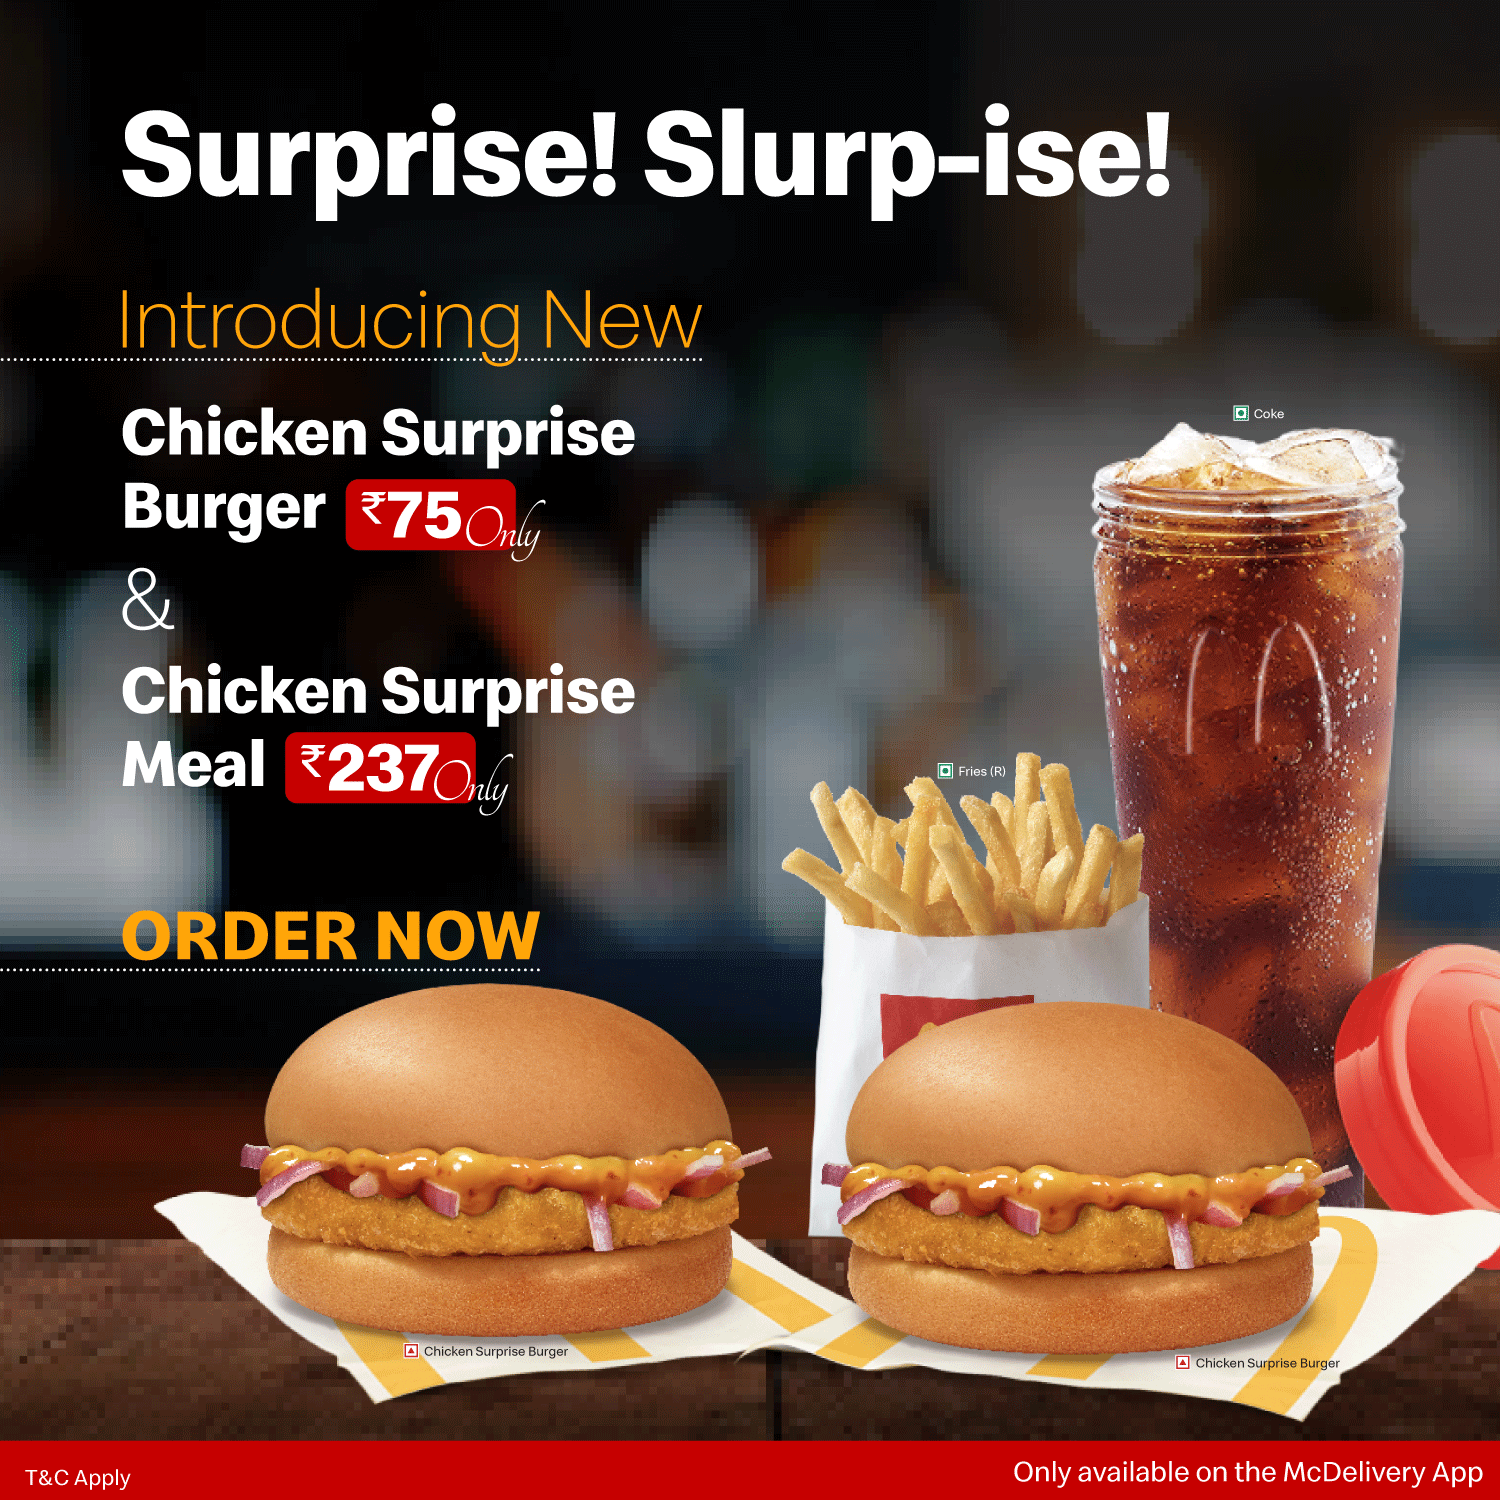 Surprise! Slurp-ise!
Introducing New
Chicken Surprise
Burger ₹75 Only
&
Chicken Surprise
Meal ₹237 Only
ORDER NOW
Coke
Fries (R)
Chicken Surprise Burger
Chicken Surprise Burger
T&C Apply
Only available on the McDelivery App